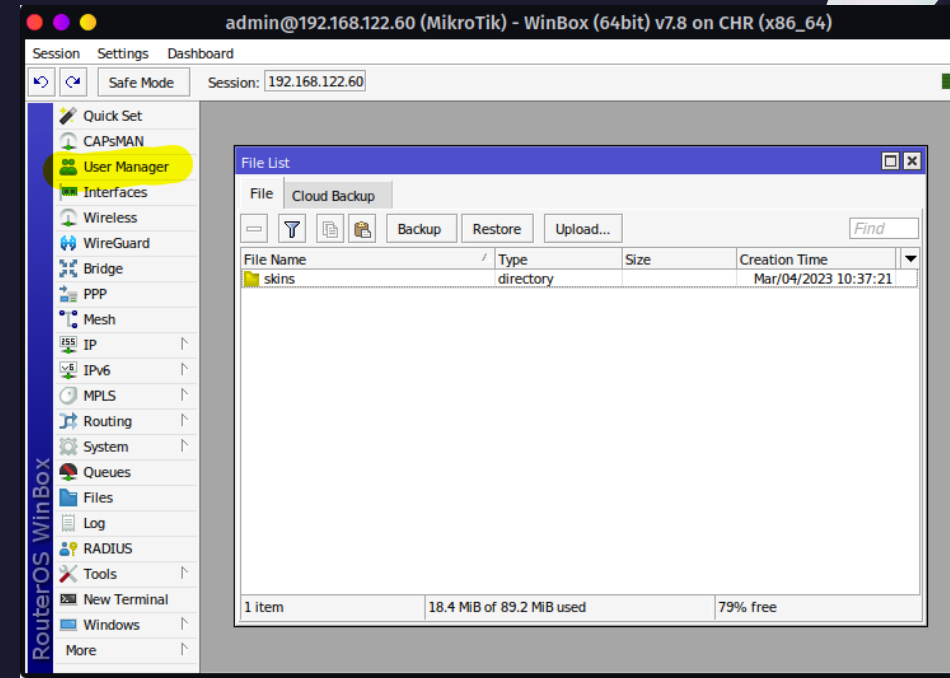 admin@192.168.122.60 (MikroTik) - WinBox (64bit) v7.8 on CHR (x86_64)
Session Settings Dashboard
Safe Mode Session: 192.168.122.60
Quick Set
CAPsMAN
User Manager
Interfaces
Wireless
WireGuard
Bridge
PPP
Mesh
IP
IPv6
MPLS
Routing
System
Queues
Files
Log
RADIUS
Tools
New Terminal
Windows
More
RouterOS WinBox
File List
File Cloud Backup
Backup Restore Upload... Find
File Name Type Size Creation Time
skins directory Mar/04/2023 10:37:21
1 item 18.4 MiB of 89.2 MiB used 79% free